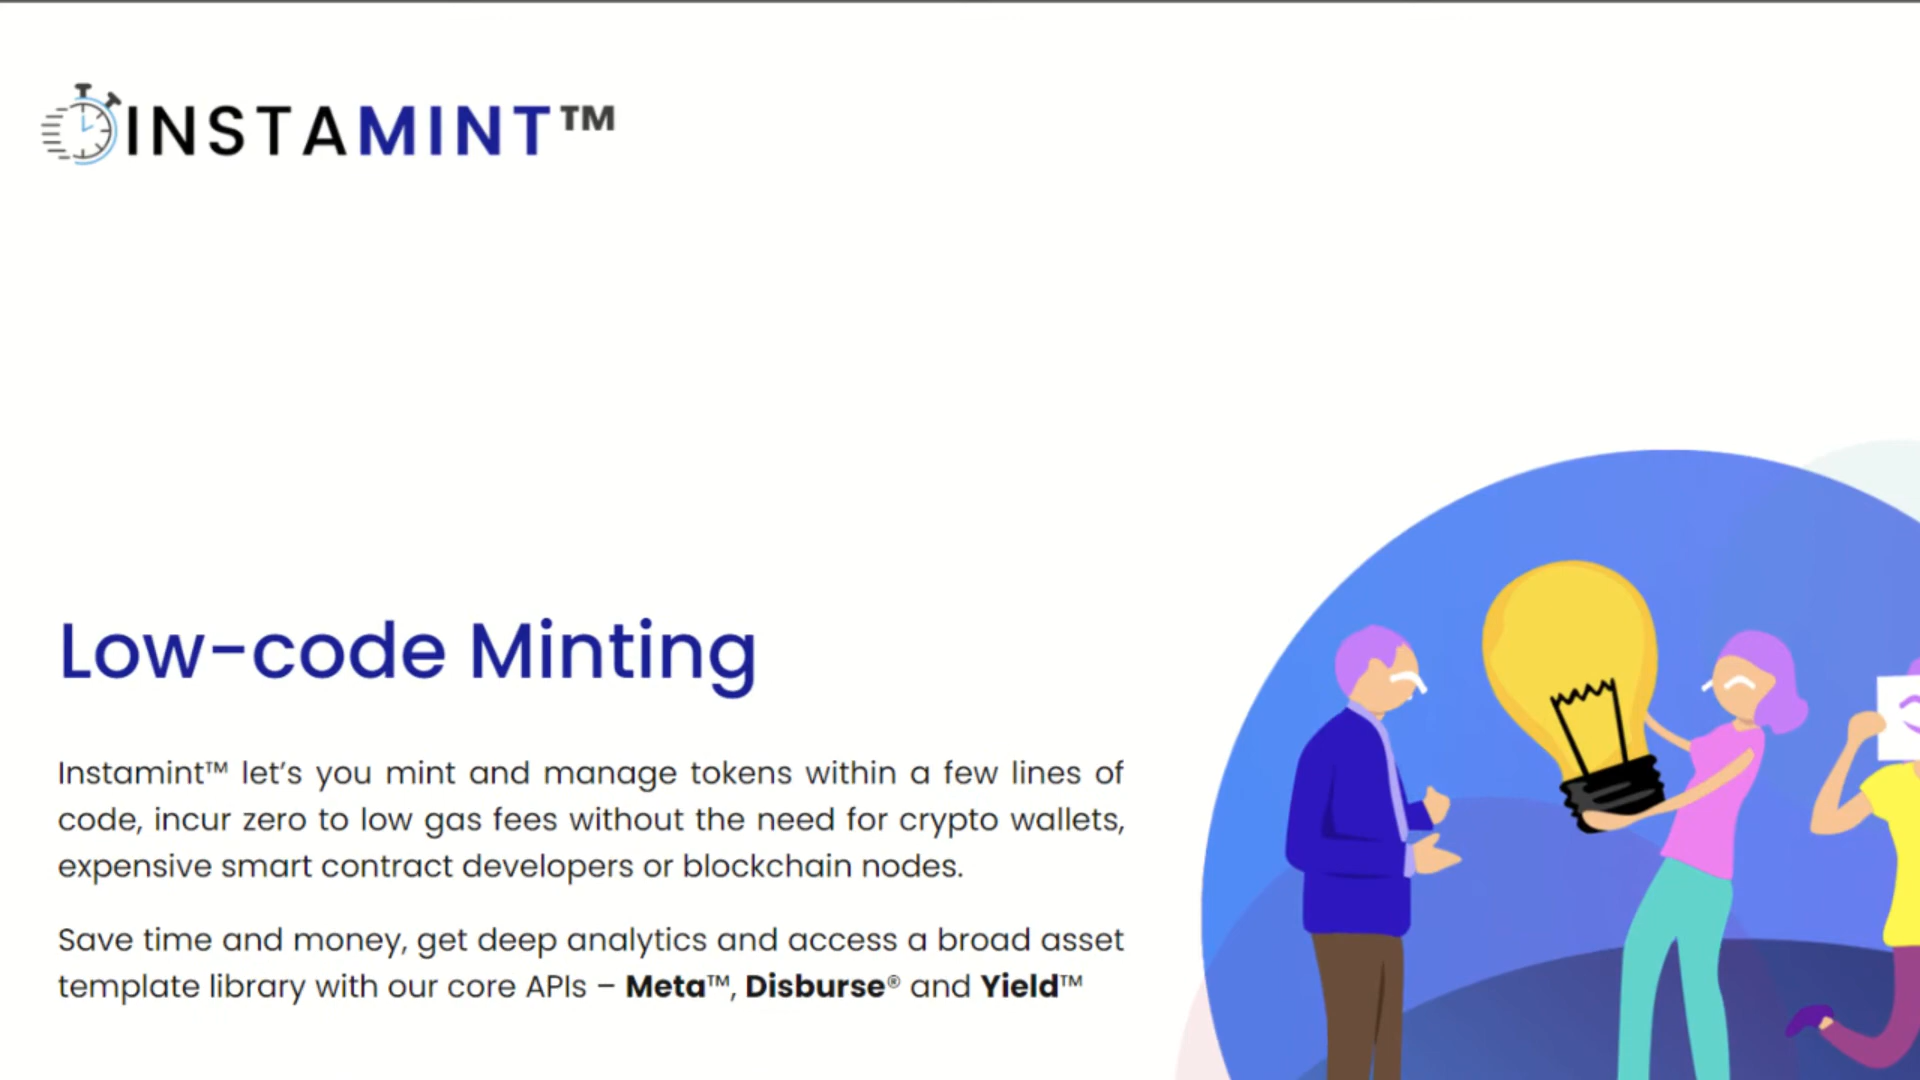 INSTAMINT™
Low-code Minting
Instamint™ let’s you mint and manage tokens within a few lines of
code, incur zero to low gas fees without the need for crypto wallets,
expensive smart contract developers or blockchain nodes.
Save time and money, get deep analytics and access a broad asset
template library with our core APIs – Meta™, Disburse® and Yield™